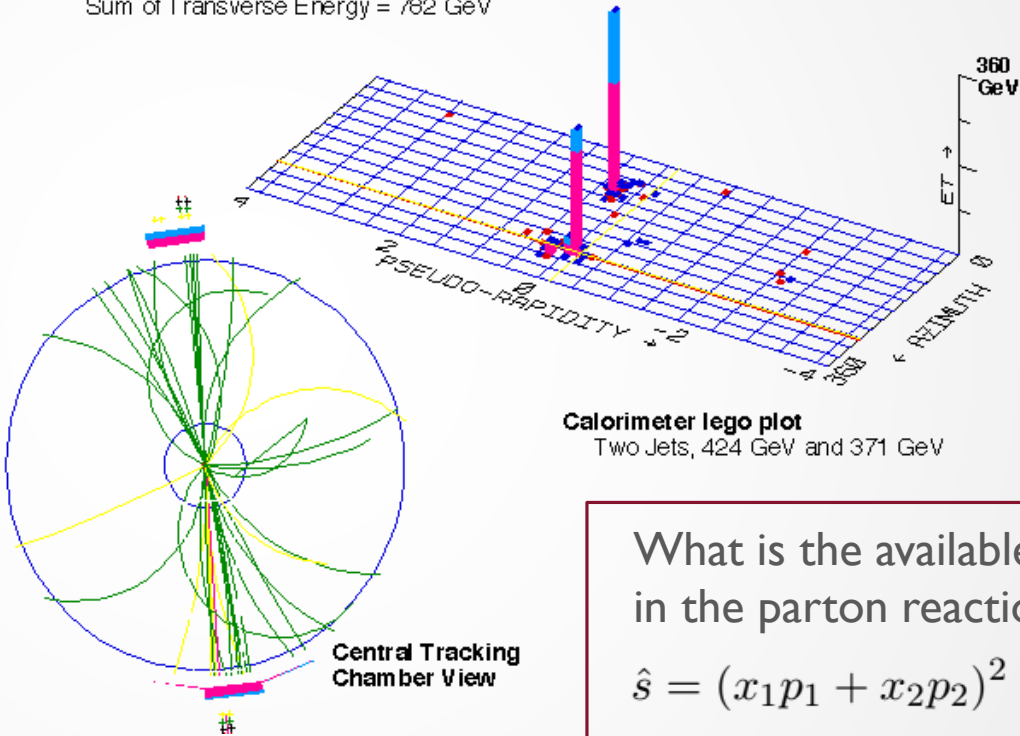 Sum of Transverse Energy = 782 GeV
360
GeV
ET →
4
2
0
-2
-4
PSEUDO-RAPIDITY
0
360
← AZIMUTH
Calorimeter lego plot
Two Jets, 424 GeV and 371 GeV
Central Tracking
Chamber View
What is the available
in the parton reactio
ŝ = (x₁p₁ + x₂p₂)²